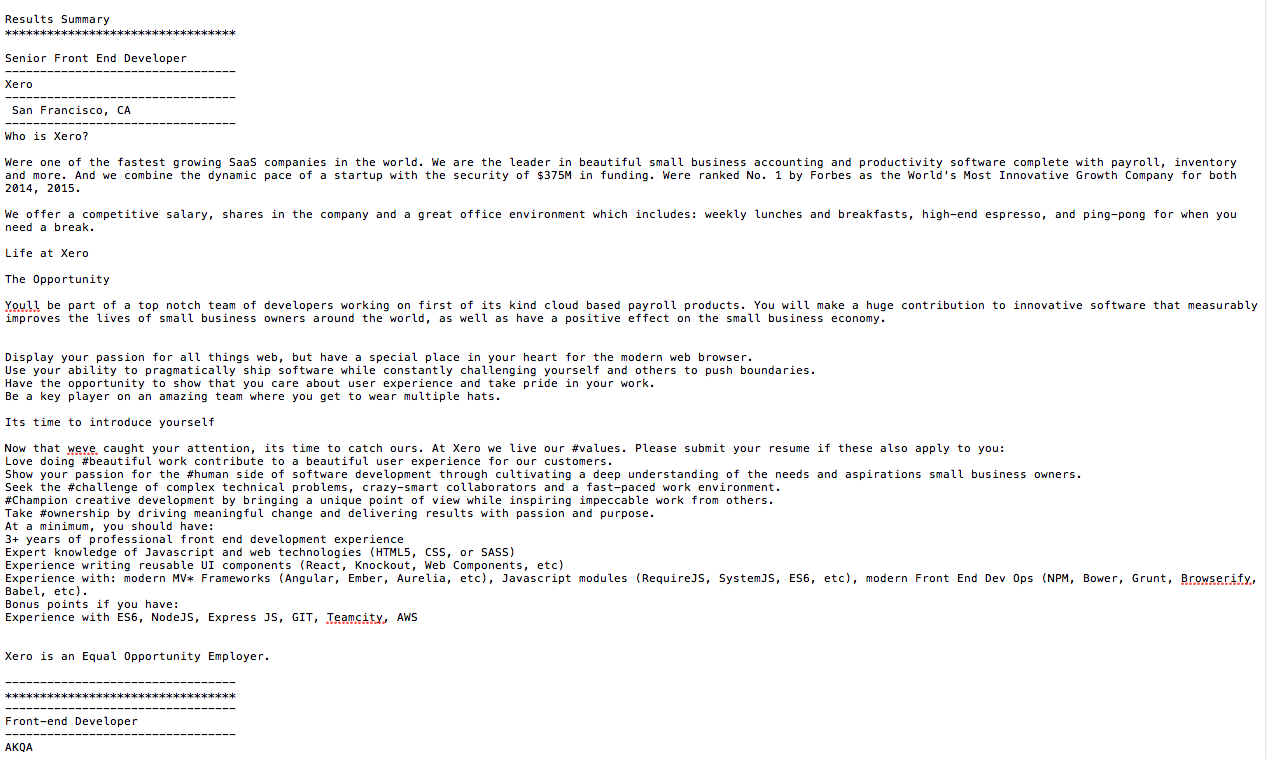 Results Summary
*********************************
Senior Front End Developer
---------------------------------
Xero
---------------------------------
 San Francisco, CA
---------------------------------
Who is Xero?
Were one of the fastest growing SaaS companies in the world. We are the leader in beautiful small business accounting and productivity software complete with payroll, inventory
and more. And we combine the dynamic pace of a startup with the security of $375M in funding. Were ranked No. 1 by Forbes as the World's Most Innovative Growth Company for both
2014, 2015.
We offer a competitive salary, shares in the company and a great office environment which includes: weekly lunches and breakfasts, high-end espresso, and ping-pong for when you
need a break.
Life at Xero
The Opportunity
Youll be part of a top notch team of developers working on first of its kind cloud based payroll products. You will make a huge contribution to innovative software that measurably
improves the lives of small business owners around the world, as well as have a positive effect on the small business economy.
Display your passion for all things web, but have a special place in your heart for the modern web browser.
Use your ability to pragmatically ship software while constantly challenging yourself and others to push boundaries.
Have the opportunity to show that you care about user experience and take pride in your work.
Be a key player on an amazing team where you get to wear multiple hats.
Its time to introduce yourself
Now that weve caught your attention, its time to catch ours. At Xero we live our #values. Please submit your resume if these also apply to you:
Love doing #beautiful work contribute to a beautiful user experience for our customers.
Show your passion for the #human side of software development through cultivating a deep understanding of the needs and aspirations small business owners.
Seek the #challenge of complex technical problems, crazy-smart collaborators and a fast-paced work environment.
#Champion creative development by bringing a unique point of view while inspiring impeccable work from others.
Take #ownership by driving meaningful change and delivering results with passion and purpose.
At a minimum, you should have:
3+ years of professional front end development experience
Expert knowledge of Javascript and web technologies (HTML5, CSS, or SASS)
Experience writing reusable UI components (React, Knockout, Web Components, etc)
Experience with: modern MV* Frameworks (Angular, Ember, Aurelia, etc), Javascript modules (RequireJS, SystemJS, ES6, etc), modern Front End Dev Ops (NPM, Bower, Grunt, Browserify,
Babel, etc).
Bonus points if you have:
Experience with ES6, NodeJS, Express JS, GIT, Teamcity, AWS
Xero is an Equal Opportunity Employer.
---------------------------------
*********************************
---------------------------------
Front-end Developer
---------------------------------
AKQA